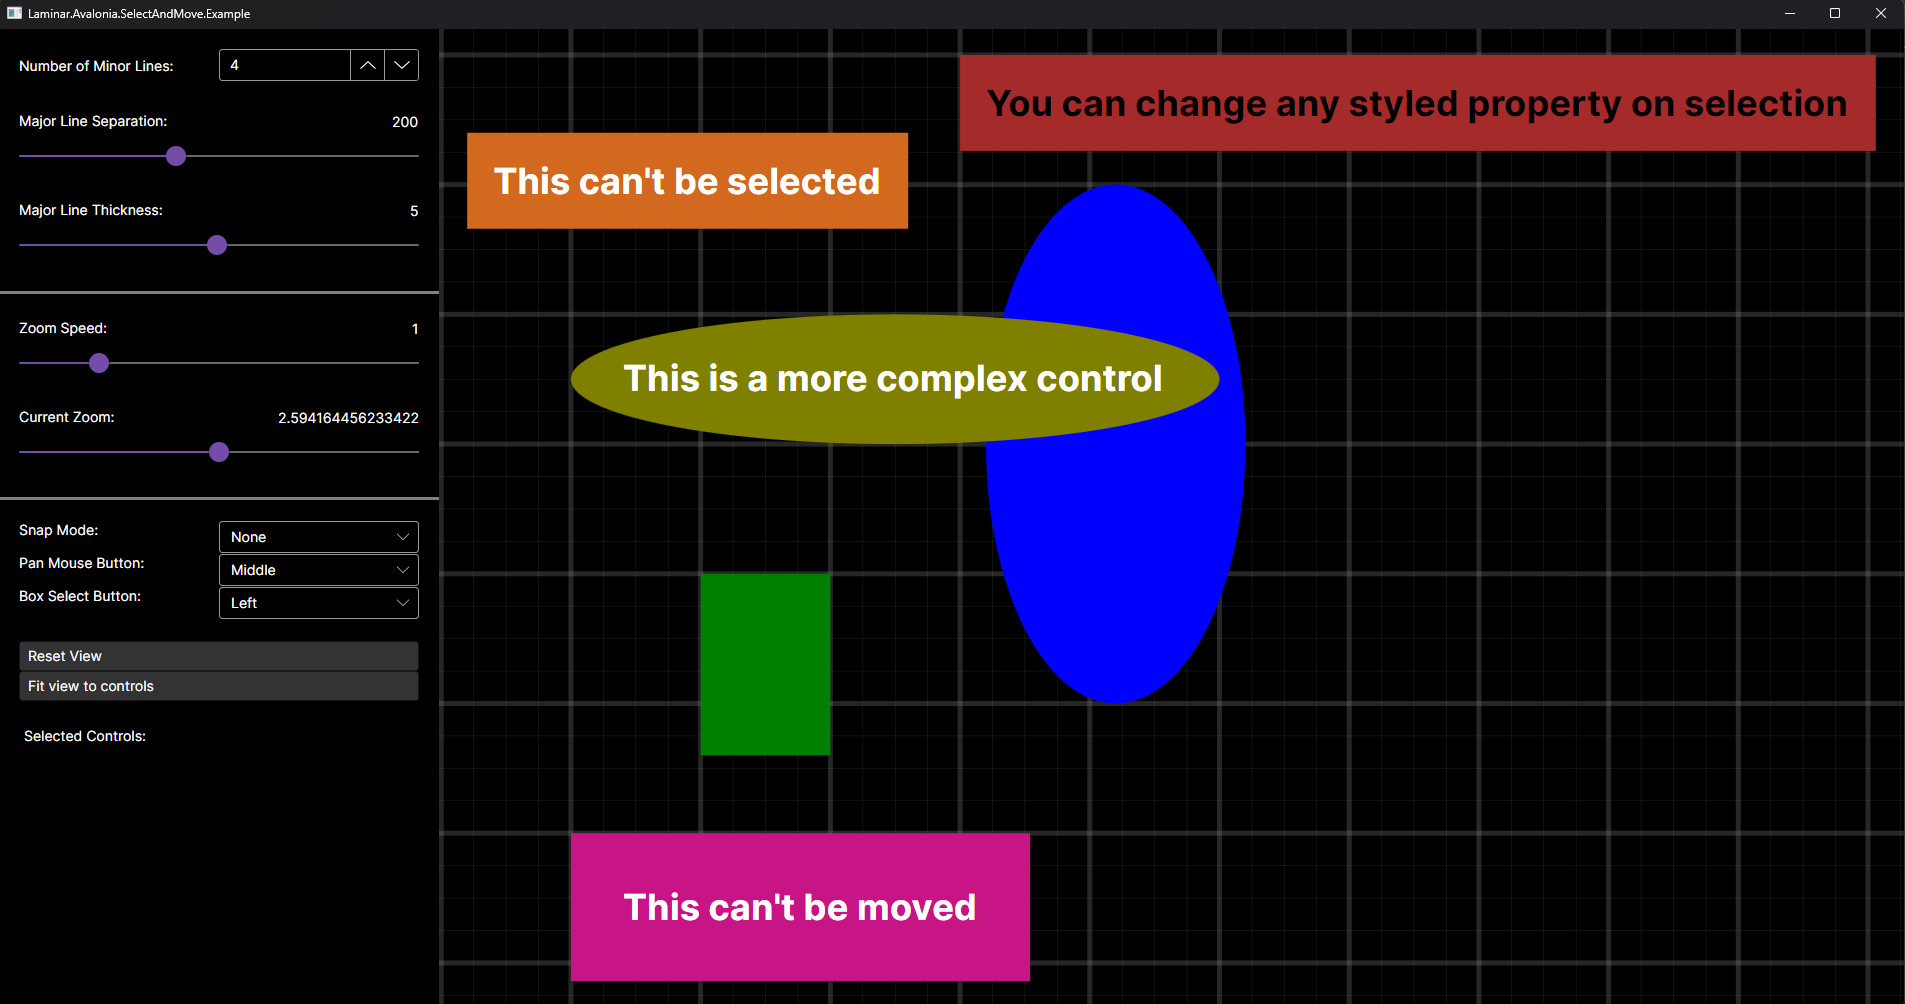 Laminar.Avalonia.SelectAndMove.Example
Number of Minor Lines: 4
Major Line Separation: 200
Major Line Thickness: 5
Zoom Speed: 1
Current Zoom: 2.594164456233422
Snap Mode: None
Pan Mouse Button: Middle
Box Select Button: Left
Reset View
Fit view to controls
Selected Controls:
You can change any styled property on selection
This can't be selected
This is a more complex control
This can't be moved